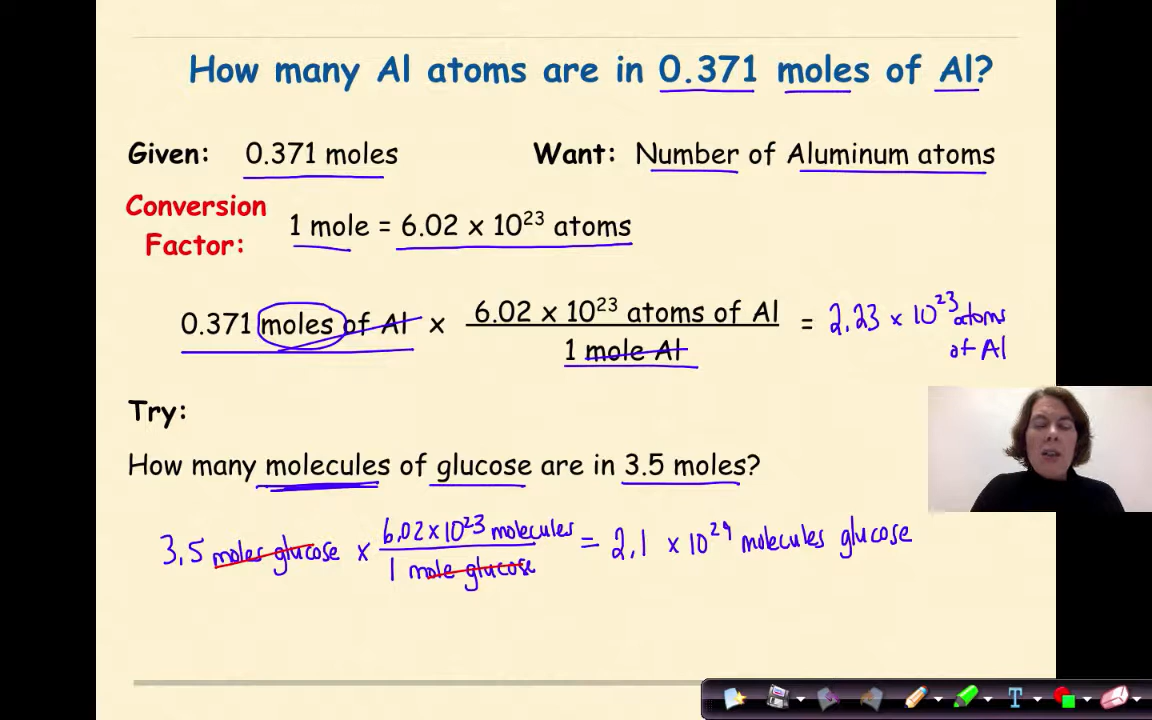 How many Al atoms are in 0.371 moles of Al?
Given: 0.371 moles Want: Number of Aluminum atoms
Conversion Factor: 1 mole = 6.02 x 10²³ atoms
0.371 moles of Al x 6.02 x 10²³ atoms of Al / 1 mole Al = 2.23 x 10²³ atoms of Al
Try:
How many molecules of glucose are in 3.5 moles?
3.5 moles glucose x 6.02 x 10²³ molecules / 1 mole glucose = 2.1 x 10²⁴ molecules glucose
T